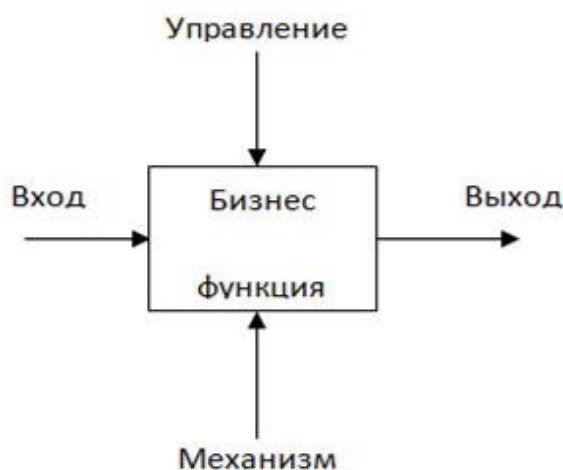 Управление
Вход
Бизнес
Выход
функция
Механизм